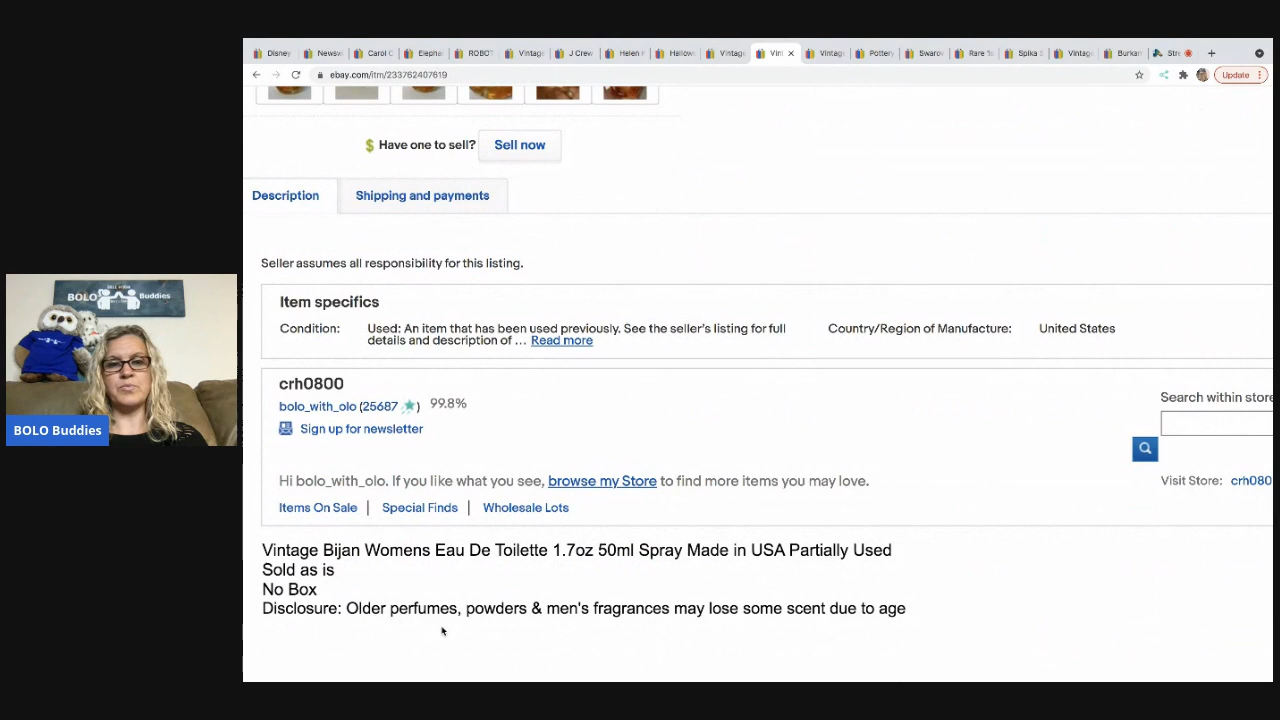 Disney
Newsw
Carol C
Elepha
ROBOT
Vintage
J Crew
Helen H
Hallow
Vintage
Vin
Vintage
Pottery
Swaro
Rare '1
Spika S
Vintage
Burkar
Stre
ebay.com/itm/233762407619
Update
$ Have one to sell? Sell now
Description
Shipping and payments
Seller assumes all responsibility for this listing.
Item specifics
Condition: Used: An item that has been used previously. See the seller's listing for full details and description of ... Read more
Country/Region of Manufacture: United States
crh0800
bolo_with_olo (25687 ) 99.8%
Sign up for newsletter
Search within store
Hi bolo_with_olo. If you like what you see, browse my Store to find more items you may love.
Visit Store: crh080
Items On Sale | Special Finds | Wholesale Lots
Vintage Bijan Womens Eau De Toilette 1.7oz 50ml Spray Made in USA Partially Used
Sold as is
No Box
Disclosure: Older perfumes, powders & men's fragrances may lose some scent due to age
BOLO Buddies
BOLO Buddies